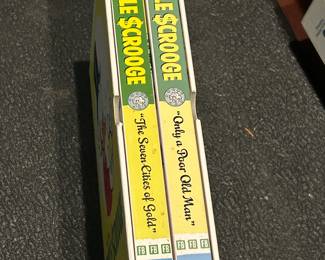 LE $CROOGE
"The Seven Cities of Gold"
LE $CROOGE
"Only a Poor Old Man"